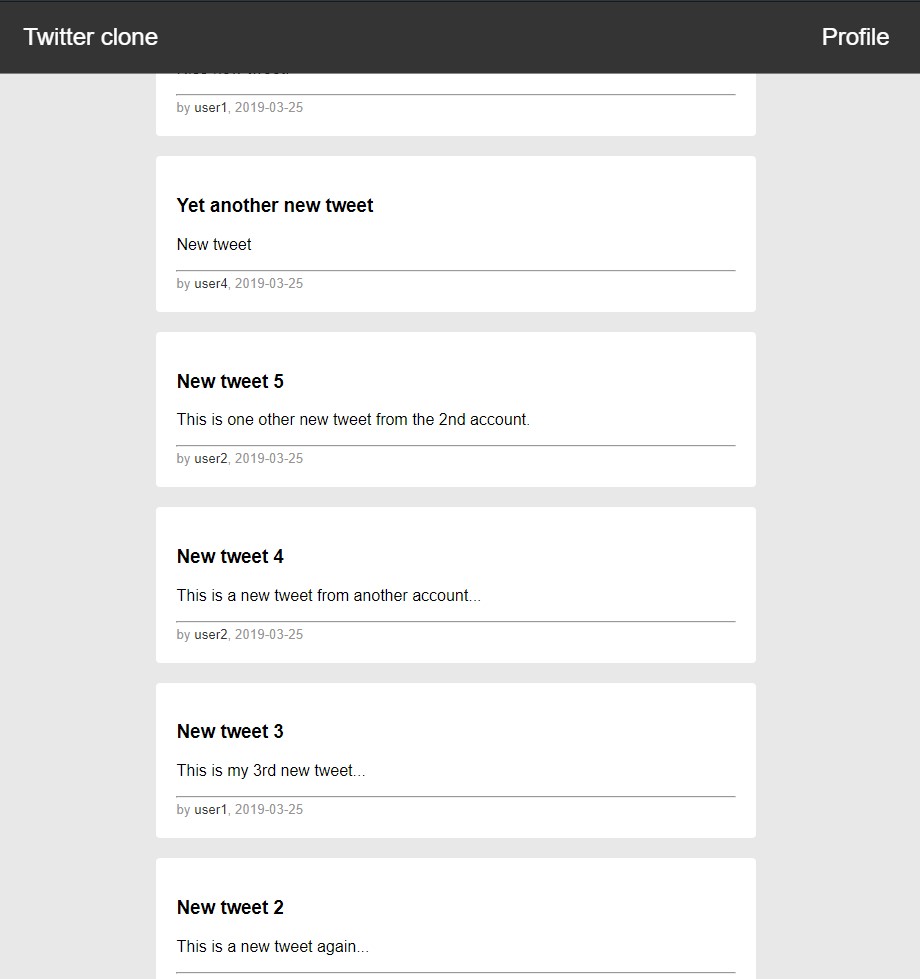 Twitter clone
Profile
by user1, 2019-03-25
Yet another new tweet
New tweet
by user4, 2019-03-25
New tweet 5
This is one other new tweet from the 2nd account.
by user2, 2019-03-25
New tweet 4
This is a new tweet from another account...
by user2, 2019-03-25
New tweet 3
This is my 3rd new tweet...
by user1, 2019-03-25
New tweet 2
This is a new tweet again...